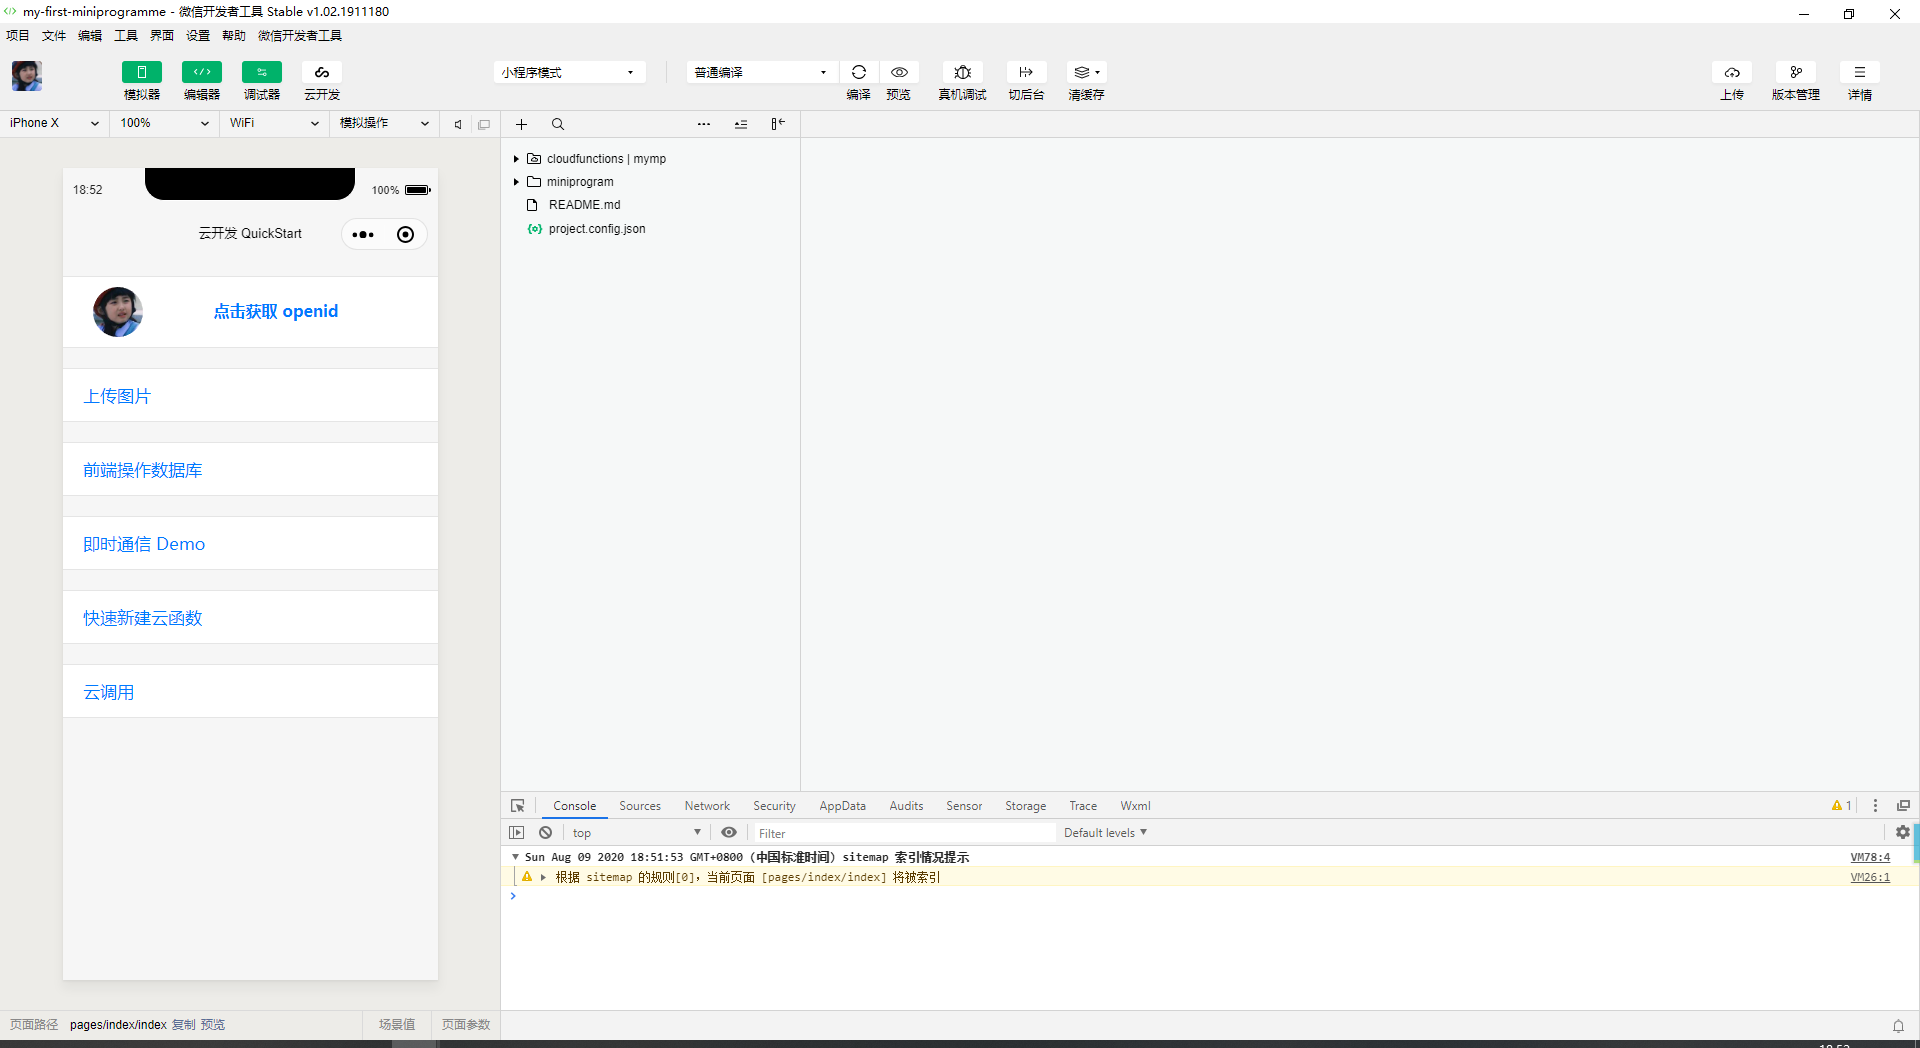 my-first-miniprogramme - 微信开发者工具 Stable v1.02.1911180
项目 文件 编辑 工具 界面 设置 帮助 微信开发者工具
模拟器 编辑器 调试器 云开发 小程序模式 普通编译 编译 预览 真机调试 切后台 清缓存 上传 版本管理 详情
iPhone X 100% WiFi 模拟操作
18:52 100%
云开发 QuickStart
点击获取 openid
上传图片
前端操作数据库
即时通信 Demo
快速新建云函数
云调用
cloudfunctions | mymp
miniprogram
README.md
project.config.json
Console Sources Network Security AppData Audits Sensor Storage Trace Wxml 1
top Filter Default levels
Sun Aug 09 2020 18:51:53 GMT+0800 (中国标准时间) sitemap 索引情况提示 VM78:4
根据 sitemap 的规则[0]，当前页面 [pages/index/index] 将被索引 VM26:1
页面路径 pages/index/index 复制 预览 场景值 页面参数